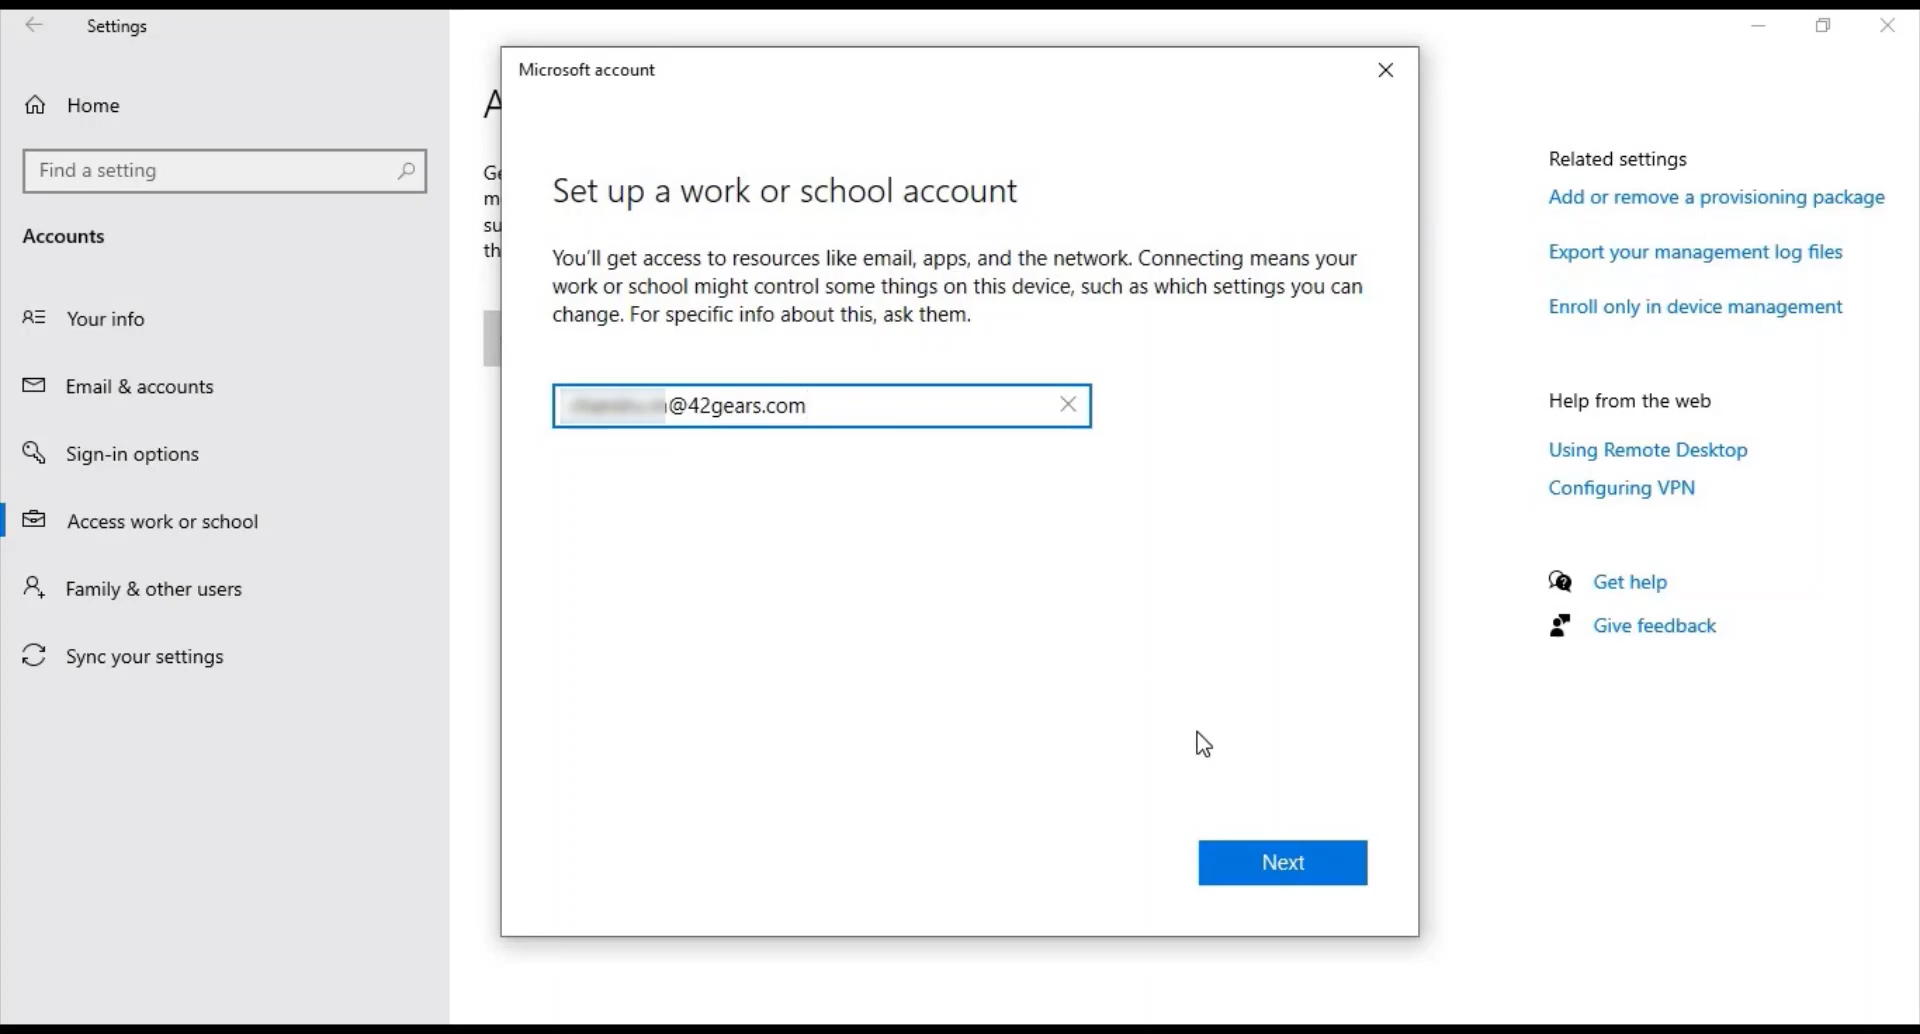 Settings
Home
Find a setting
Accounts
Your info
Email & accounts
Sign-in options
Access work or school
Family & other users
Sync your settings
A
Ge
m
su
th
Microsoft account
Set up a work or school account
You'll get access to resources like email, apps, and the network. Connecting means your
work or school might control some things on this device, such as which settings you can
change. For specific info about this, ask them.
@42gears.com
Next
Related settings
Add or remove a provisioning package
Export your management log files
Enroll only in device management
Help from the web
Using Remote Desktop
Configuring VPN
Get help
Give feedback